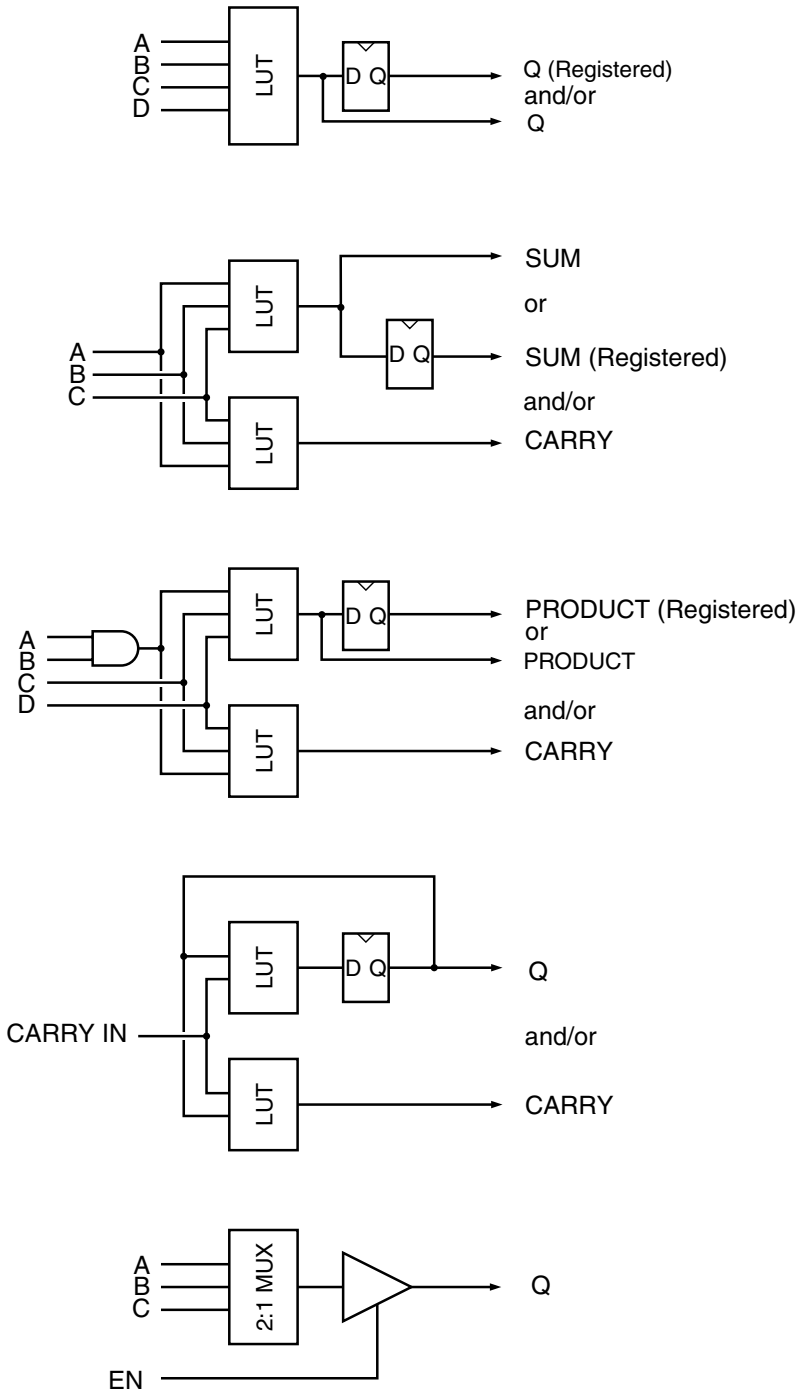 A
B
C
D
LUT
D Q
Q (Registered)
and/or
Q
A
B
C
LUT
LUT
D Q
SUM
or
SUM (Registered)
and/or
CARRY
A
B
C
D
LUT
LUT
D Q
PRODUCT (Registered)
or
PRODUCT
and/or
CARRY
CARRY IN
LUT
LUT
D Q
Q
and/or
CARRY
A
B
C
2:1 MUX
Q
EN